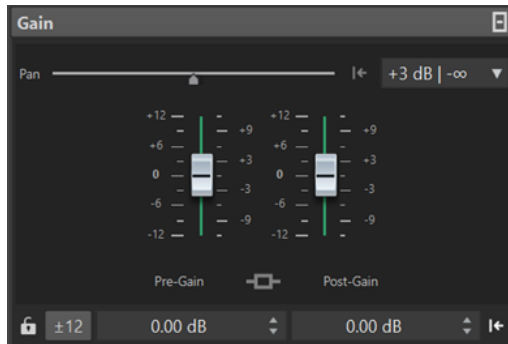 Gain
Pan +3 dB | -∞
+12 +12
+9 +9
+6 +6
+3 +3
0 0
-3 -3
-6 -6
-9 -9
-12 -12
Pre-Gain Post-Gain
±12 0.00 dB 0.00 dB